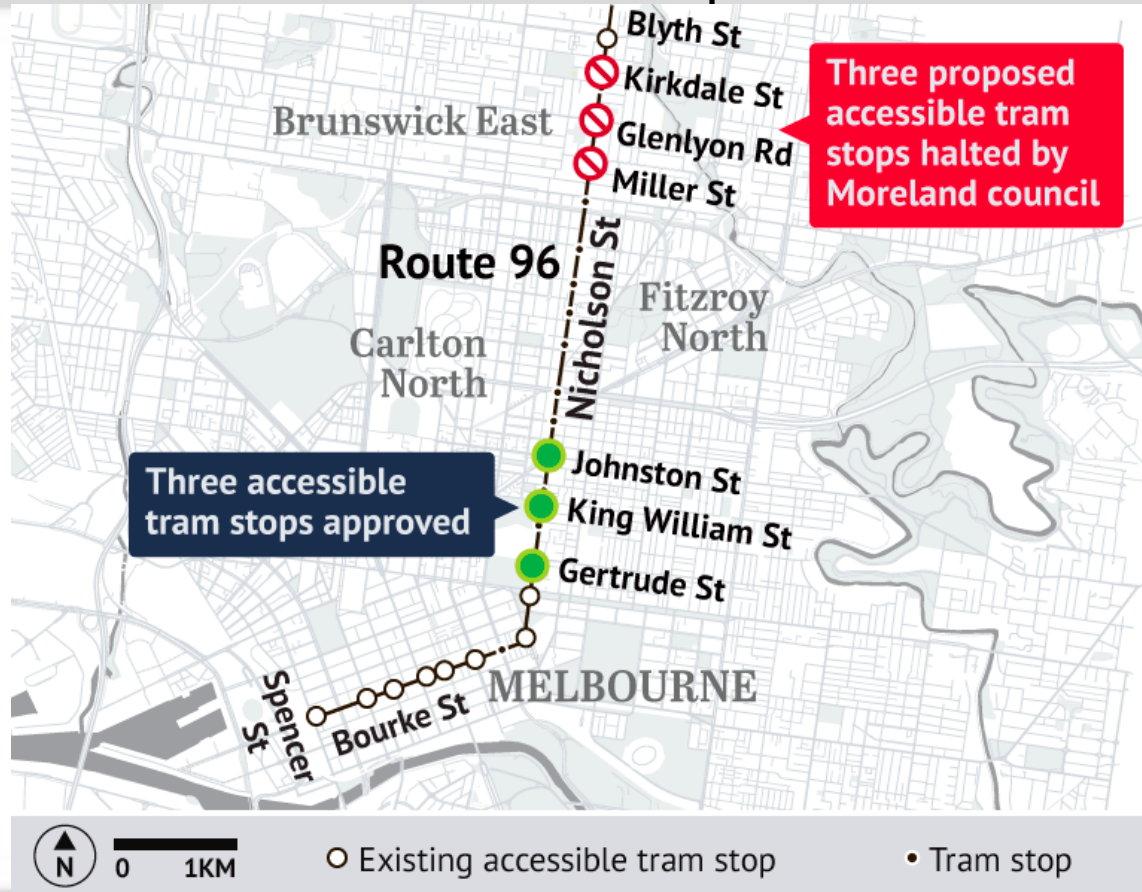 Blyth St
Kirkdale St
Three proposed
accessible tram
stops halted by
Moreland council
Brunswick East
Glenlyon Rd
Miller St
Route 96
Nicholson St
Fitzroy
North
Carlton
North
Johnston St
Three accessible
tram stops approved
King William St
Gertrude St
MELBOURNE
Spencer
St
Bourke St
N
0 1KM
Existing accessible tram stop
Tram stop